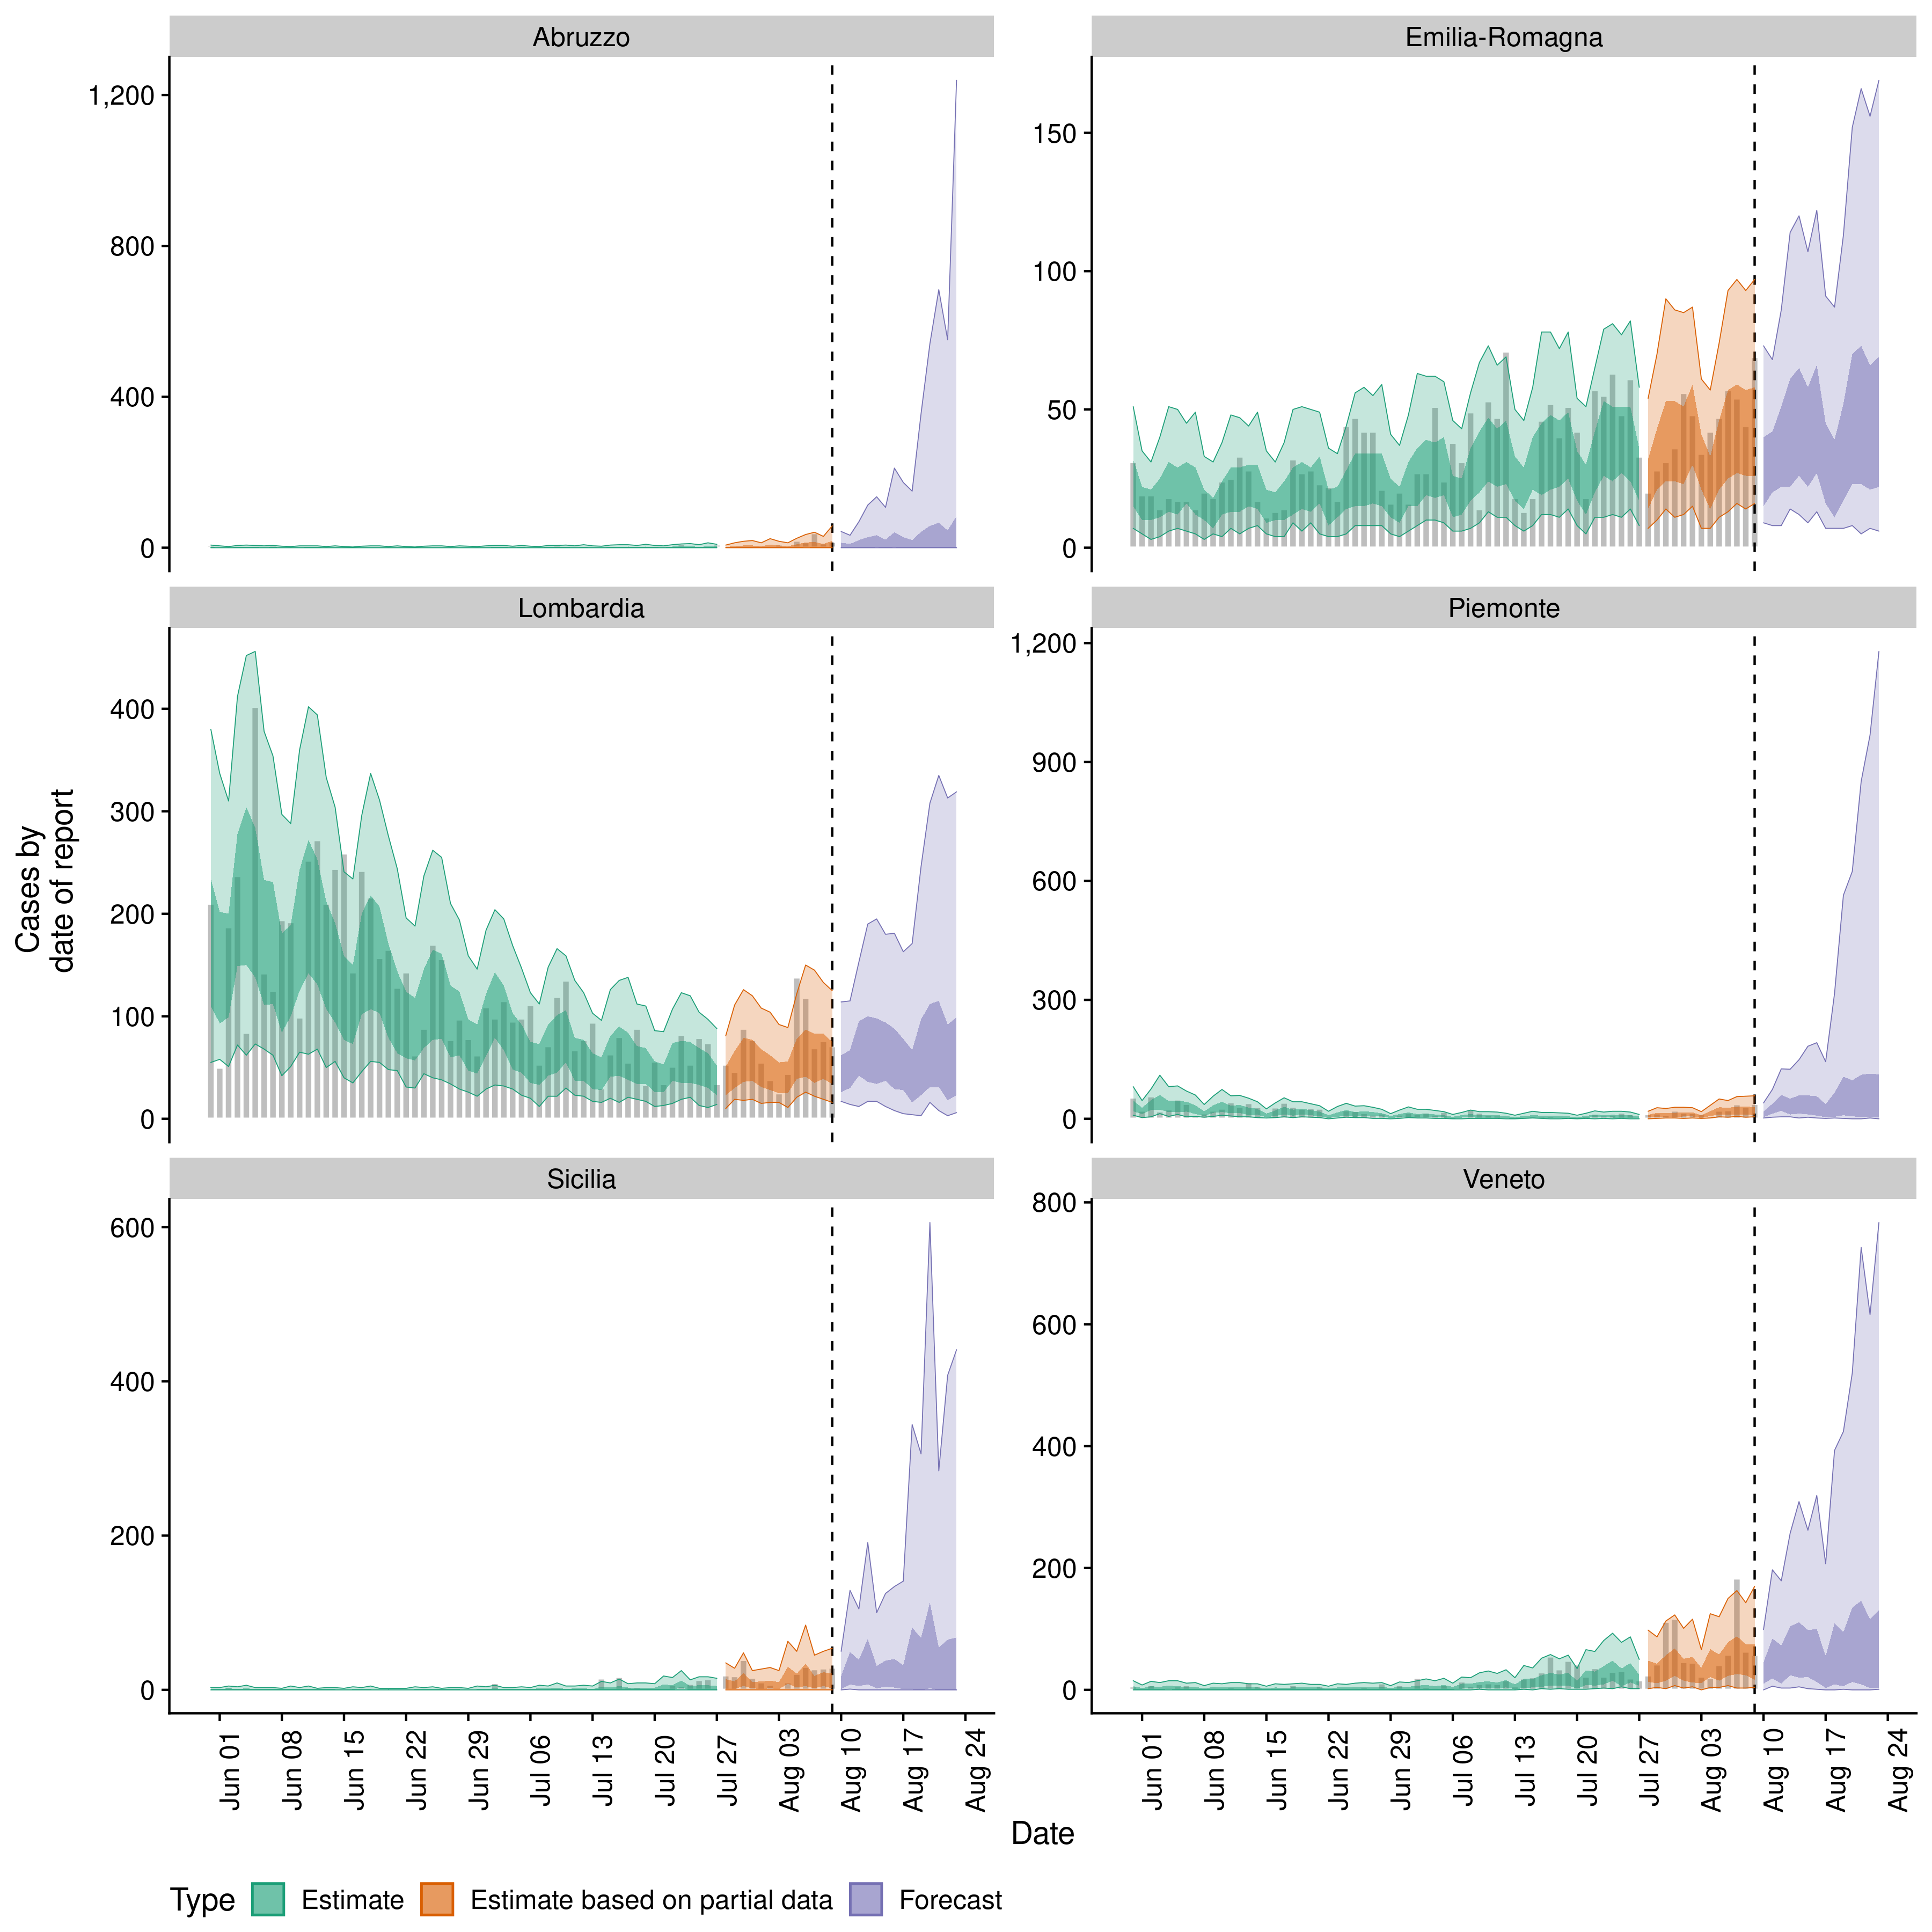 Abruzzo
Emilia-Romagna
1,200
800
400
0
150
100
50
0
Lombardia
Piemonte
400
300
200
100
0
1,200
900
600
300
0
Cases by
date of report
Sicilia
Veneto
600
400
200
0
800
600
400
200
0
Jun 01
Jun 08
Jun 15
Jun 22
Jun 29
Jul 06
Jul 13
Jul 20
Jul 27
Aug 03
Aug 10
Aug 17
Aug 24
Jun 01
Jun 08
Jun 15
Jun 22
Jun 29
Jul 06
Jul 13
Jul 20
Jul 27
Aug 03
Aug 10
Aug 17
Aug 24
Date
Type Estimate Estimate based on partial data Forecast